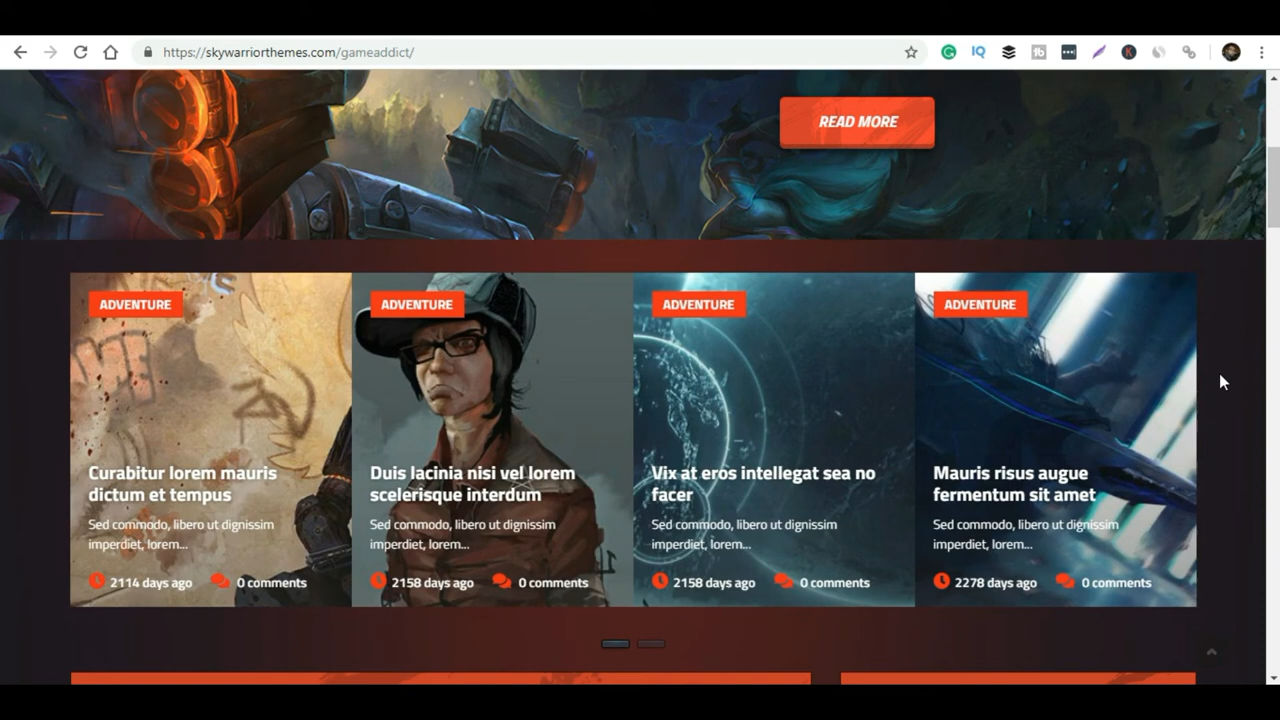 https://skywarriorthemes.com/gameaddict/
READ MORE
ADVENTURE
ADVENTURE
ADVENTURE
ADVENTURE
Curabitur lorem mauris
dictum et tempus
Sed commodo, libero ut dignissim
imperdiet, lorem...
2114 days ago 0 comments
Duis lacinia nisi vel lorem
scelerisque interdum
Sed commodo, libero ut dignissim
imperdiet, lorem...
2158 days ago 0 comments
Vix at eros intellegat sea no
facer
Sed commodo, libero ut dignissim
imperdiet, lorem...
2158 days ago 0 comments
Mauris risus augue
fermentum sit amet
Sed commodo, libero ut dignissim
imperdiet, lorem...
2278 days ago 0 comments